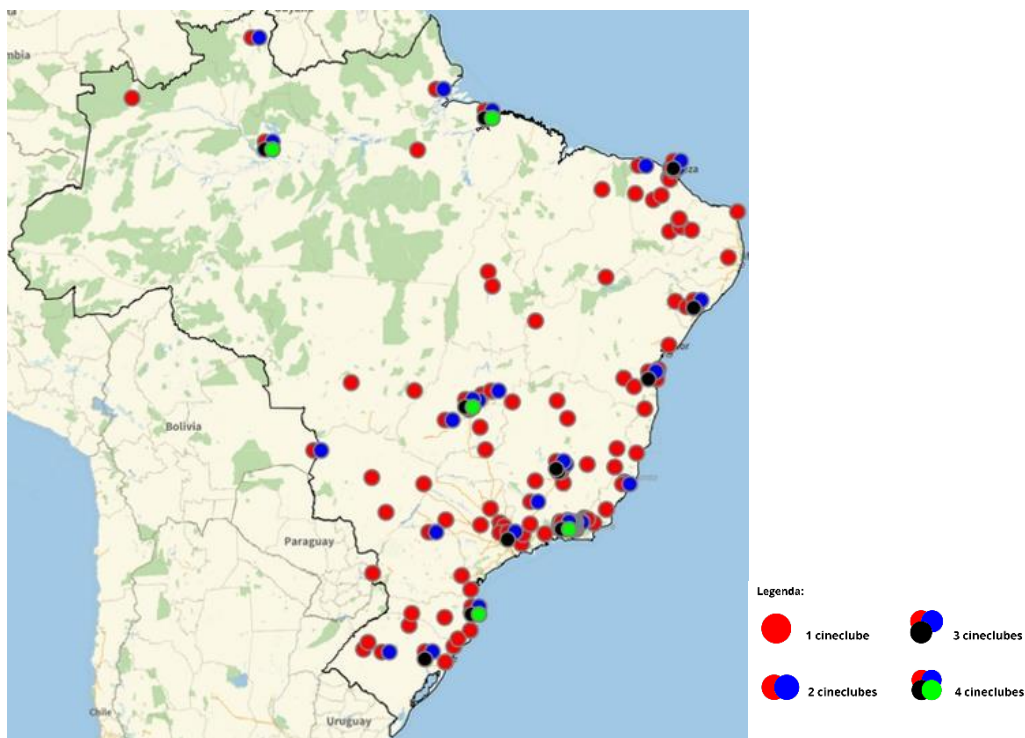 mbia
Bolivia
Paraguay
Chile
Uruguay
Legenda:
1 cineclube
3 cineclubes
2 cineclubes
4 cineclubes